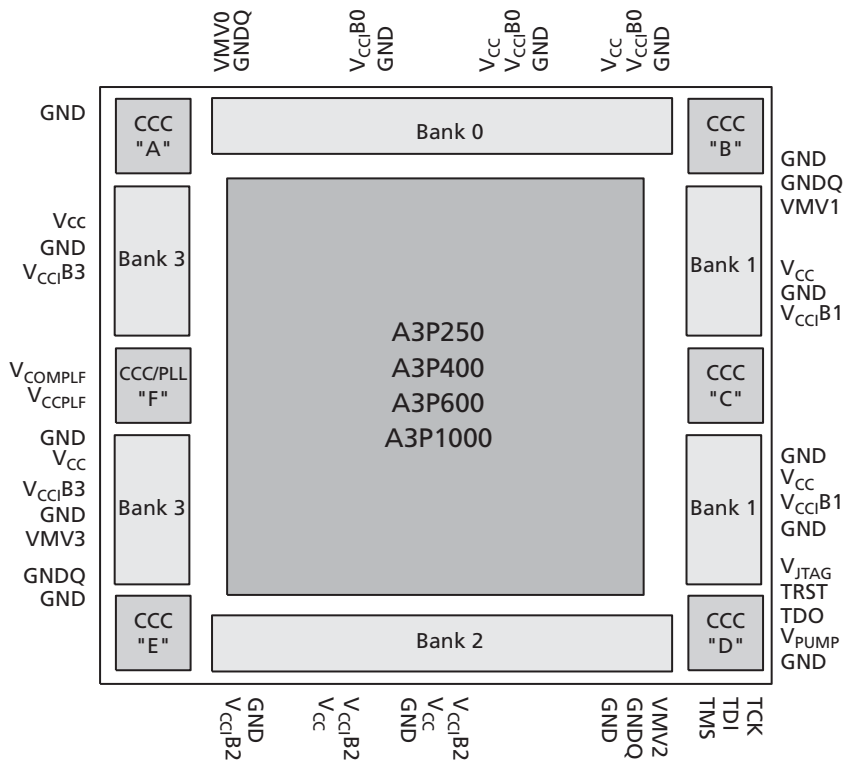 VMV0
GNDQ
VCCIB0
GND
VCC
VCCIB0
GND
VCC
VCCIB0
GND
GND
CCC
"A"
Bank 0
CCC
"B"
GND
GNDQ
VMV1
Vcc
GND
VCCIB3
Bank 3
Bank 1
VCC
GND
VCCIB1
A3P250
A3P400
A3P600
A3P1000
VCOMPLF
VCCPLF
CCC/PLL
"F"
CCC
"C"
GND
VCC
VCCIB3
GND
VMV3
Bank 3
Bank 1
GND
VCC
VCCIB1
GND
GNDQ
GND
CCC
"E"
Bank 2
CCC
"D"
VJTAG
TRST
TDO
VPUMP
GND
VCCIB2
GND
VCC
VCCIB2
GND
VCC
VCCIB2
GND
GNDQ
VMV2
TMS
TDI
TCK